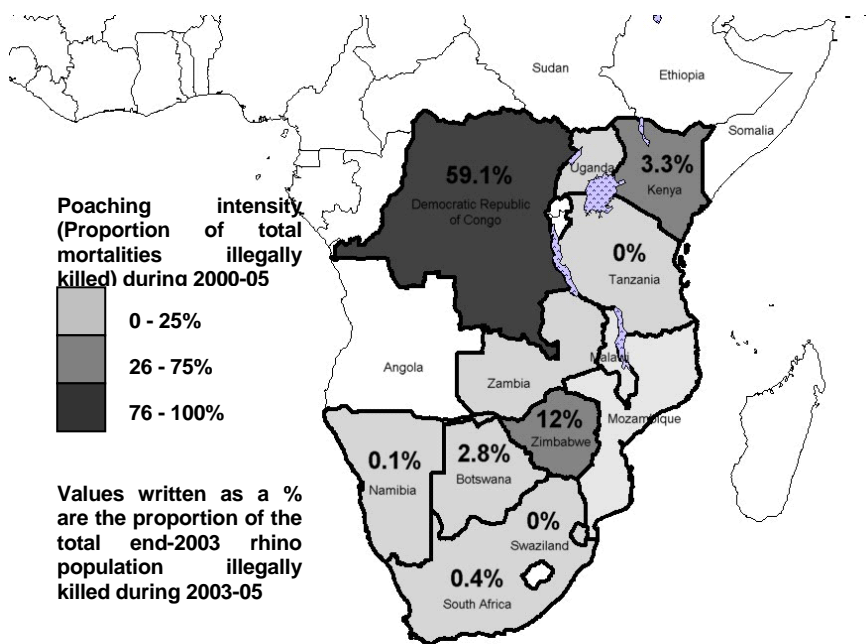 Sudan
Ethiopia
Somalia
59.1%
Democratic Republic
of Congo
Uganda
3.3%
Kenya
Poaching intensity
(Proportion of total
mortalities illegally
killed) during 2000-05
0 - 25%
26 - 75%
76 - 100%
0%
Tanzania
Angola
Zambia
Malawi
Mozambique
12%
Zimbabwe
0.1%
Namibia
2.8%
Botswana
0%
Swaziland
0.4%
South Africa
Values written as a %
are the proportion of the
total end-2003 rhino
population illegally
killed during 2003-05